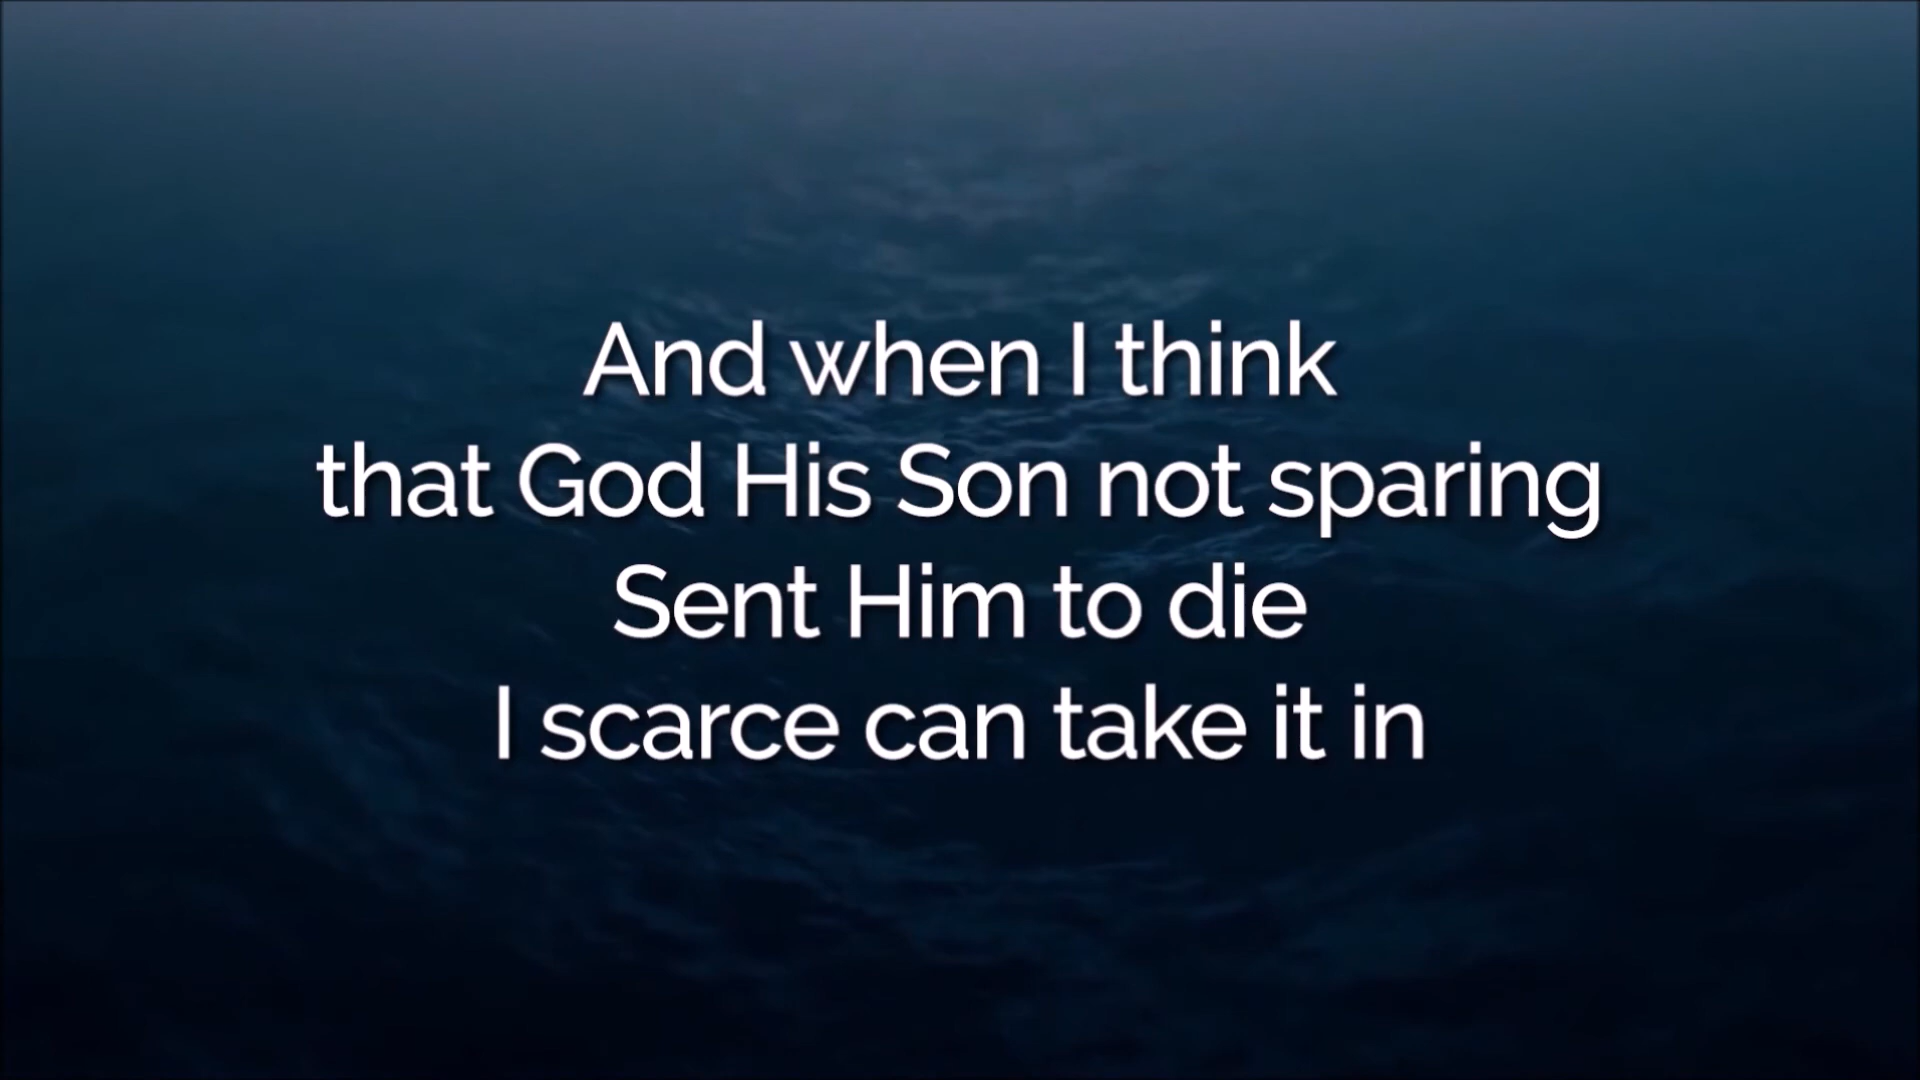 And when I think
that God His Son not sparing
Sent Him to die
I scarce can take it in